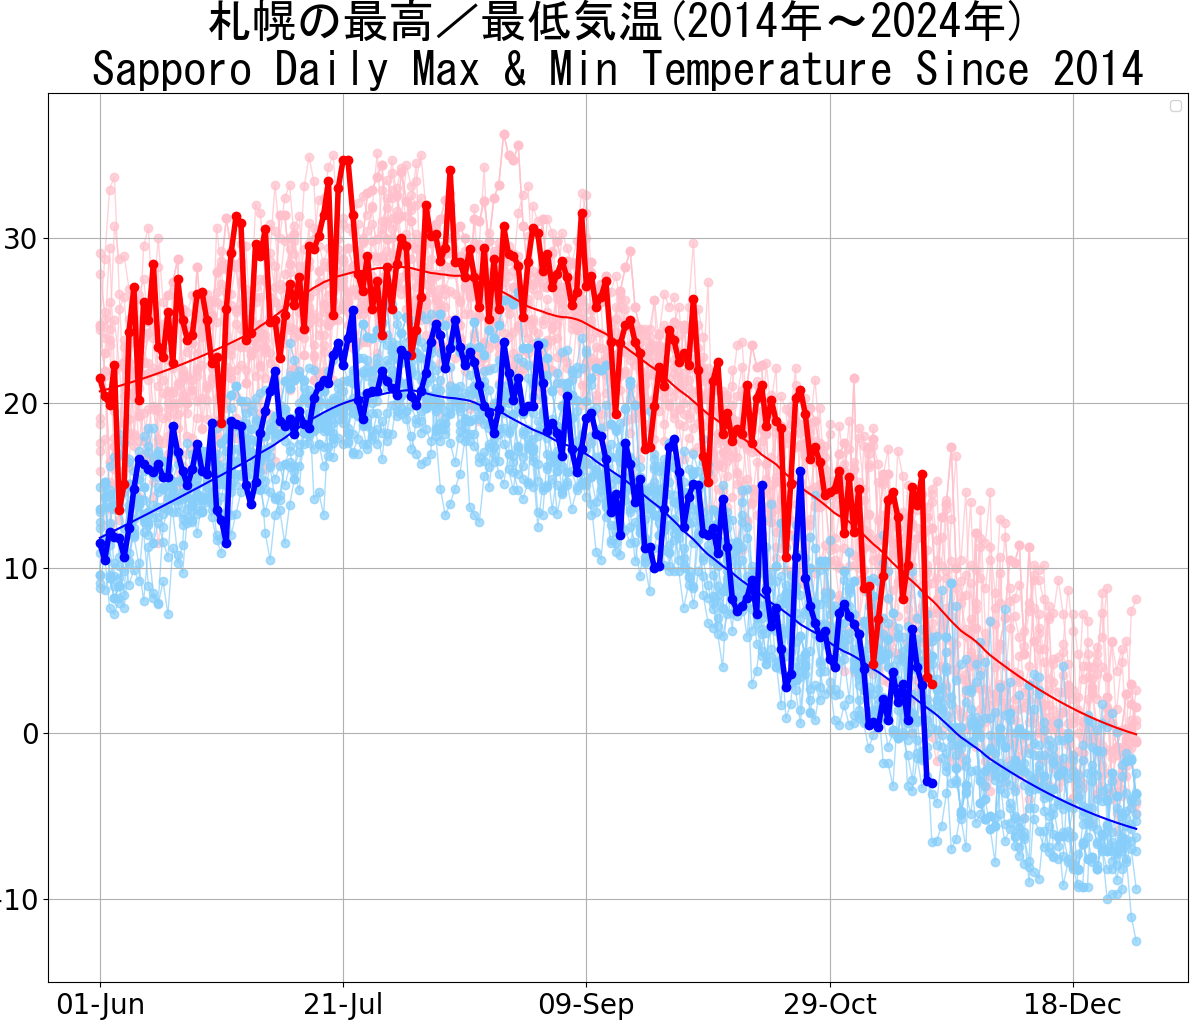 札幌の最高／最低気温(2014年～2024年)
Sapporo Daily Max & Min Temperature Since 2014
30
20
10
0
-10
01-Jun 21-Jul 09-Sep 29-Oct 18-Dec